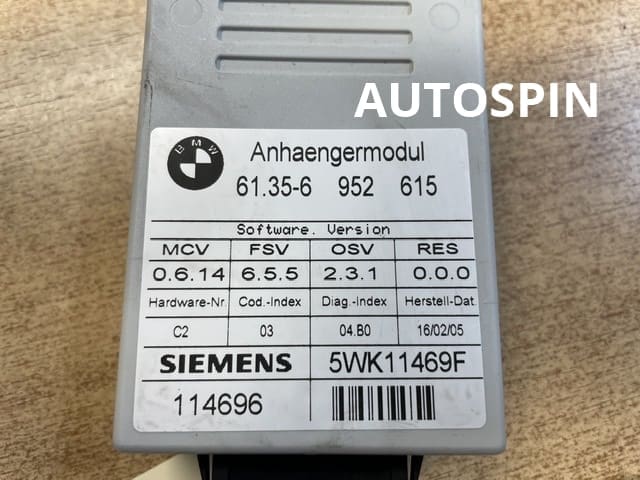 AUTOSPIN
BMW
Anhaengermodul
61.35-6 952 615
Software. Version
MCV FSV OSV RES
0.6.14 6.5.5 2.3.1 0.0.0
Hardware-Nr Cod.-Index Diag.-Index Herstell-Dat
C2 03 04.B0 16/02/05
SIEMENS 5WK11469F
114696